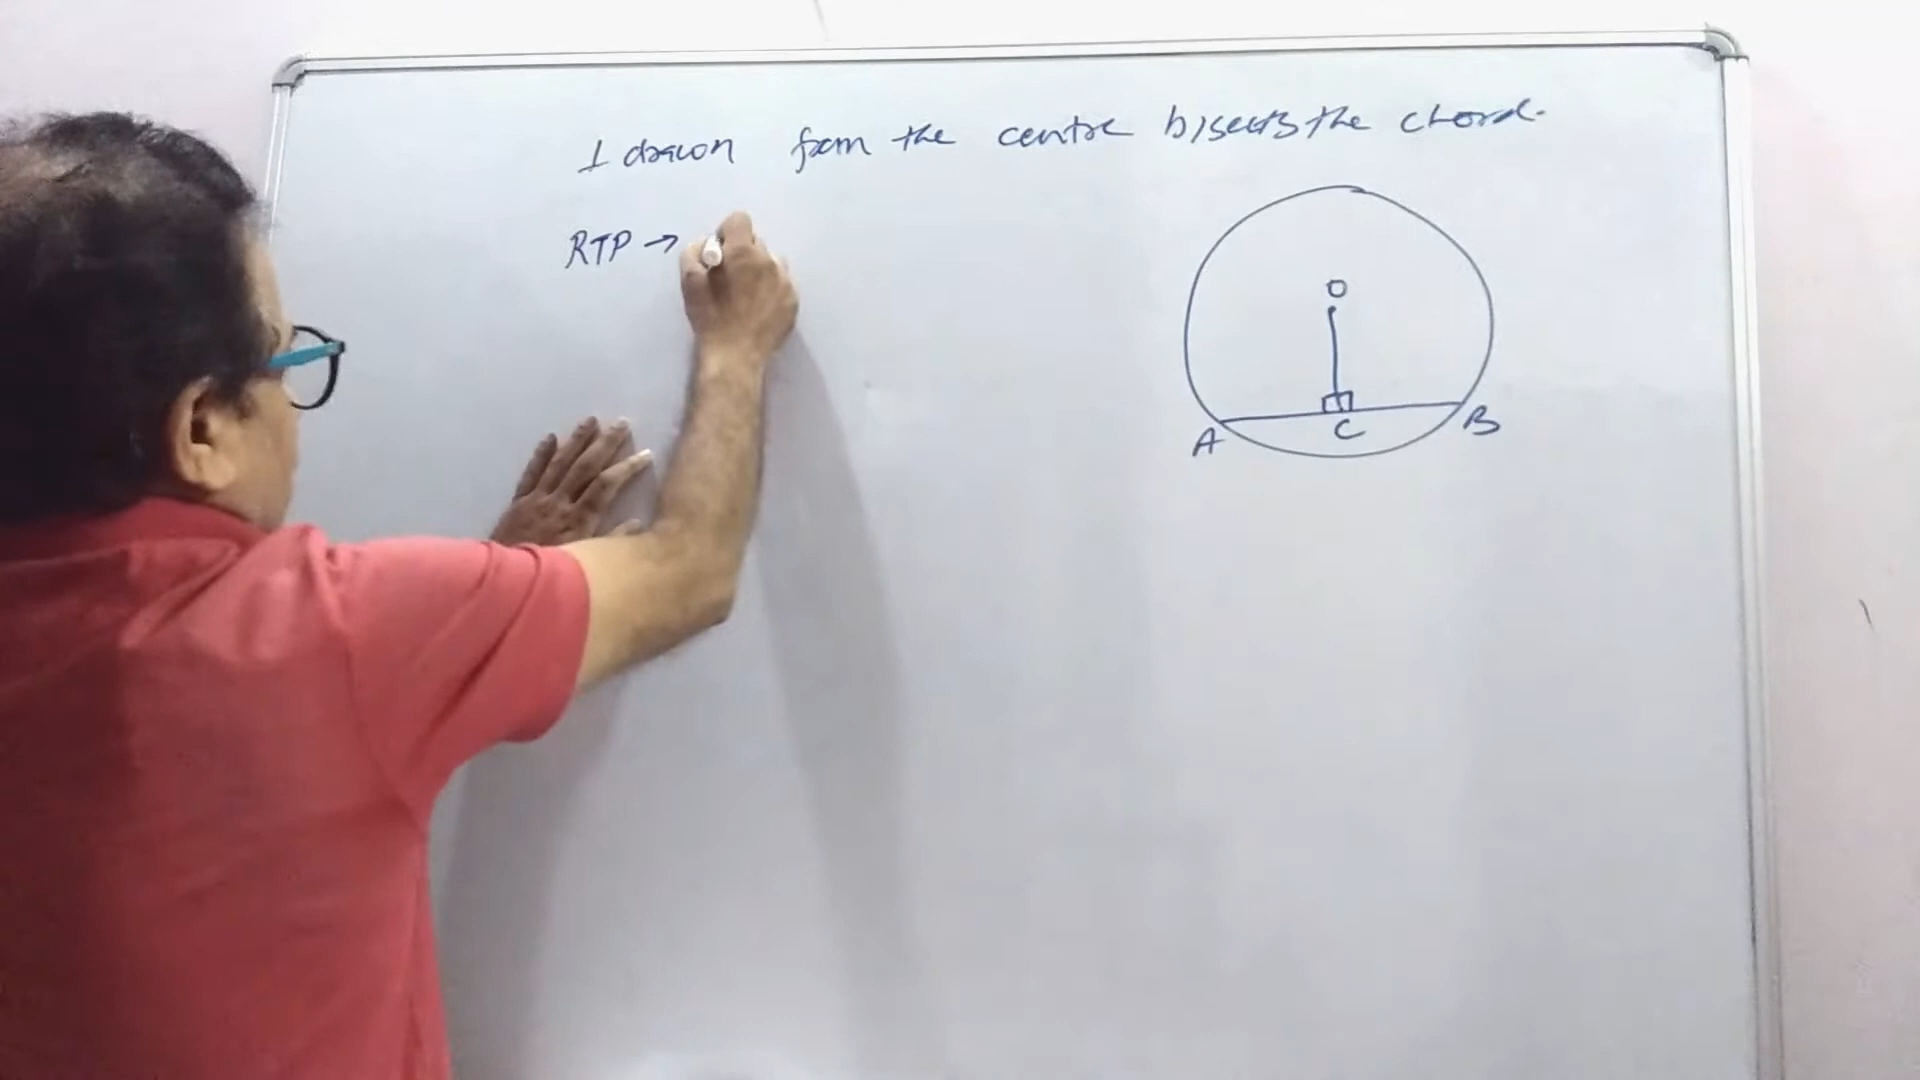 ⊥ drawn from the centre bisects the chord.
RTP →
O
A C B